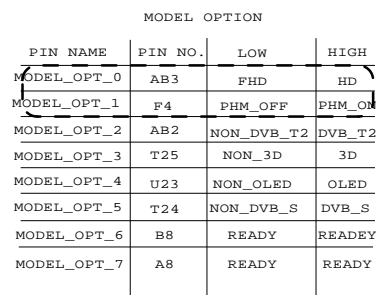 MODEL OPTION
PIN NAME PIN NO. LOW HIGH
MODEL_OPT_0 AB3 FHD HD
MODEL_OPT_1 F4 PHM_OFF PHM_ON
MODEL_OPT_2 AB2 NON_DVB_T2 DVB_T2
MODEL_OPT_3 T25 NON_3D 3D
MODEL_OPT_4 U23 NON_OLED OLED
MODEL_OPT_5 T24 NON_DVB_S DVB_S
MODEL_OPT_6 B8 READY READEY
MODEL_OPT_7 A8 READY READY